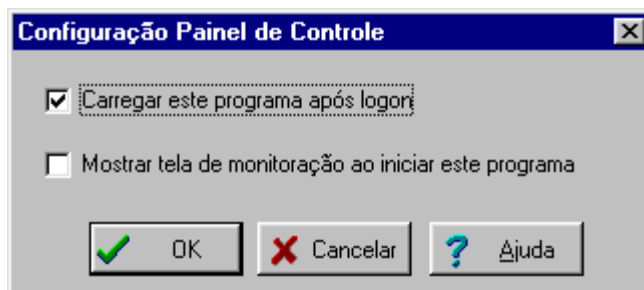 Configuração Painel de Controle
Carregar este programa após logon
Mostrar tela de monitoração ao iniciar este programa
OK Cancelar Ajuda